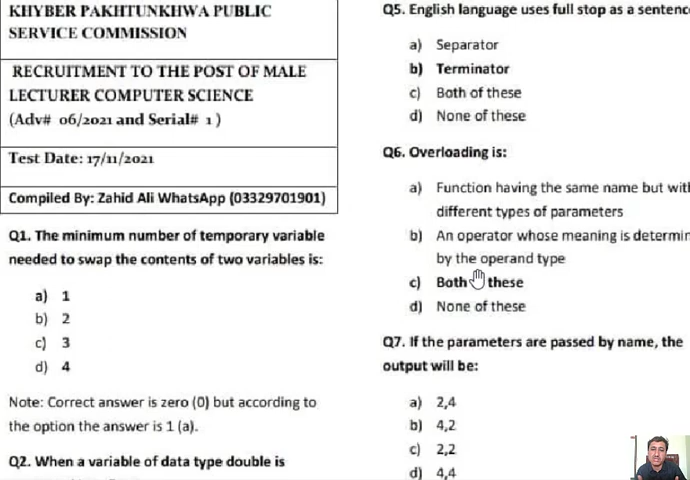 KHYBER PAKHTUNKHWA PUBLIC
SERVICE COMMISSION
RECRUITMENT TO THE POST OF MALE
LECTURER COMPUTER SCIENCE
(Adv# 06/2021 and Serial# 1 )
Test Date: 17/11/2021
Compiled By: Zahid Ali WhatsApp (03329701901)
Q1. The minimum number of temporary variable
needed to swap the contents of two variables is:
a) 1
b) 2
c) 3
d) 4
Note: Correct answer is zero (0) but according to
the option the answer is 1 (a).
Q2. When a variable of data type double is
Q5. English language uses full stop as a sentenc
a) Separator
b) Terminator
c) Both of these
d) None of these
Q6. Overloading is:
a) Function having the same name but with
different types of parameters
b) An operator whose meaning is determin
by the operand type
c) Both these
d) None of these
Q7. If the parameters are passed by name, the
output will be:
a) 2,4
b) 4,2
c) 2,2
d) 4,4